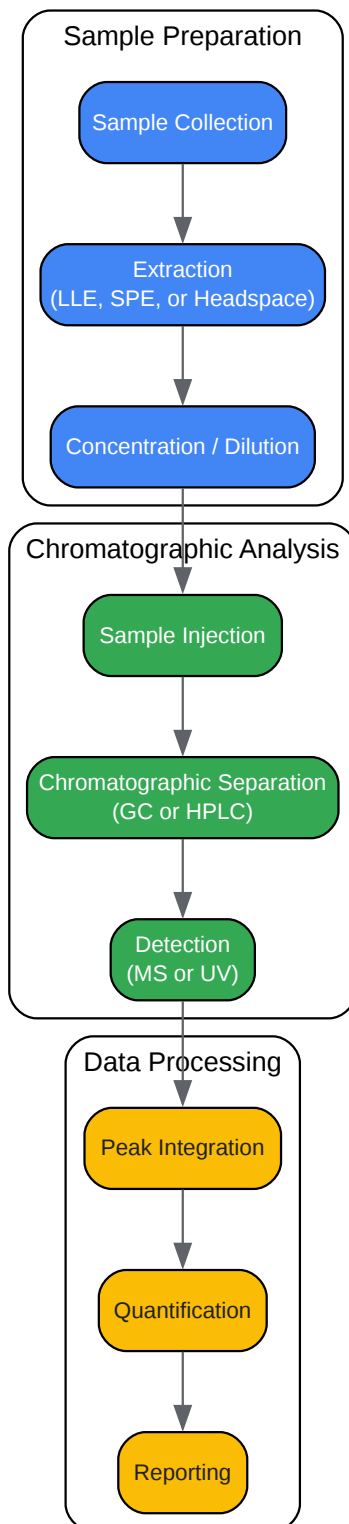 Sample Preparation
Sample Collection
Extraction
(LLE, SPE, or Headspace)
Concentration / Dilution
Chromatographic Analysis
Sample Injection
Chromatographic Separation
(GC or HPLC)
Detection
(MS or UV)
Data Processing
Peak Integration
Quantification
Reporting